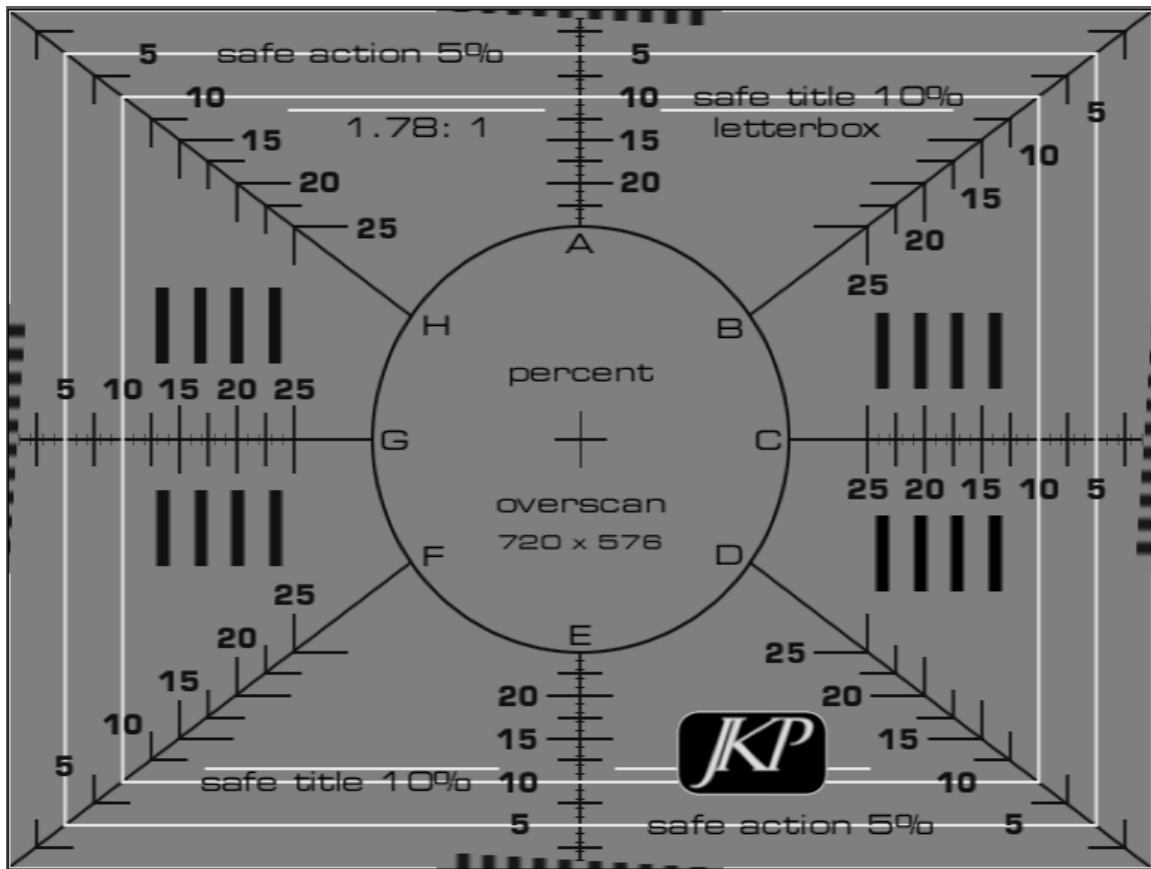 5 safe action 5% 5
10 10 safe title 10% 5
1.78: 1 letterbox
15 15 10
20 20 15
25 20
A
25
H B
percent
5 10 15 20 25
G C
25 20 15 10 5
overscan
720 x 576
F D
25
E
20 25
15 20 20
10 15 JKP 15
5 safe title 10% 10 10
5 safe action 5% 5